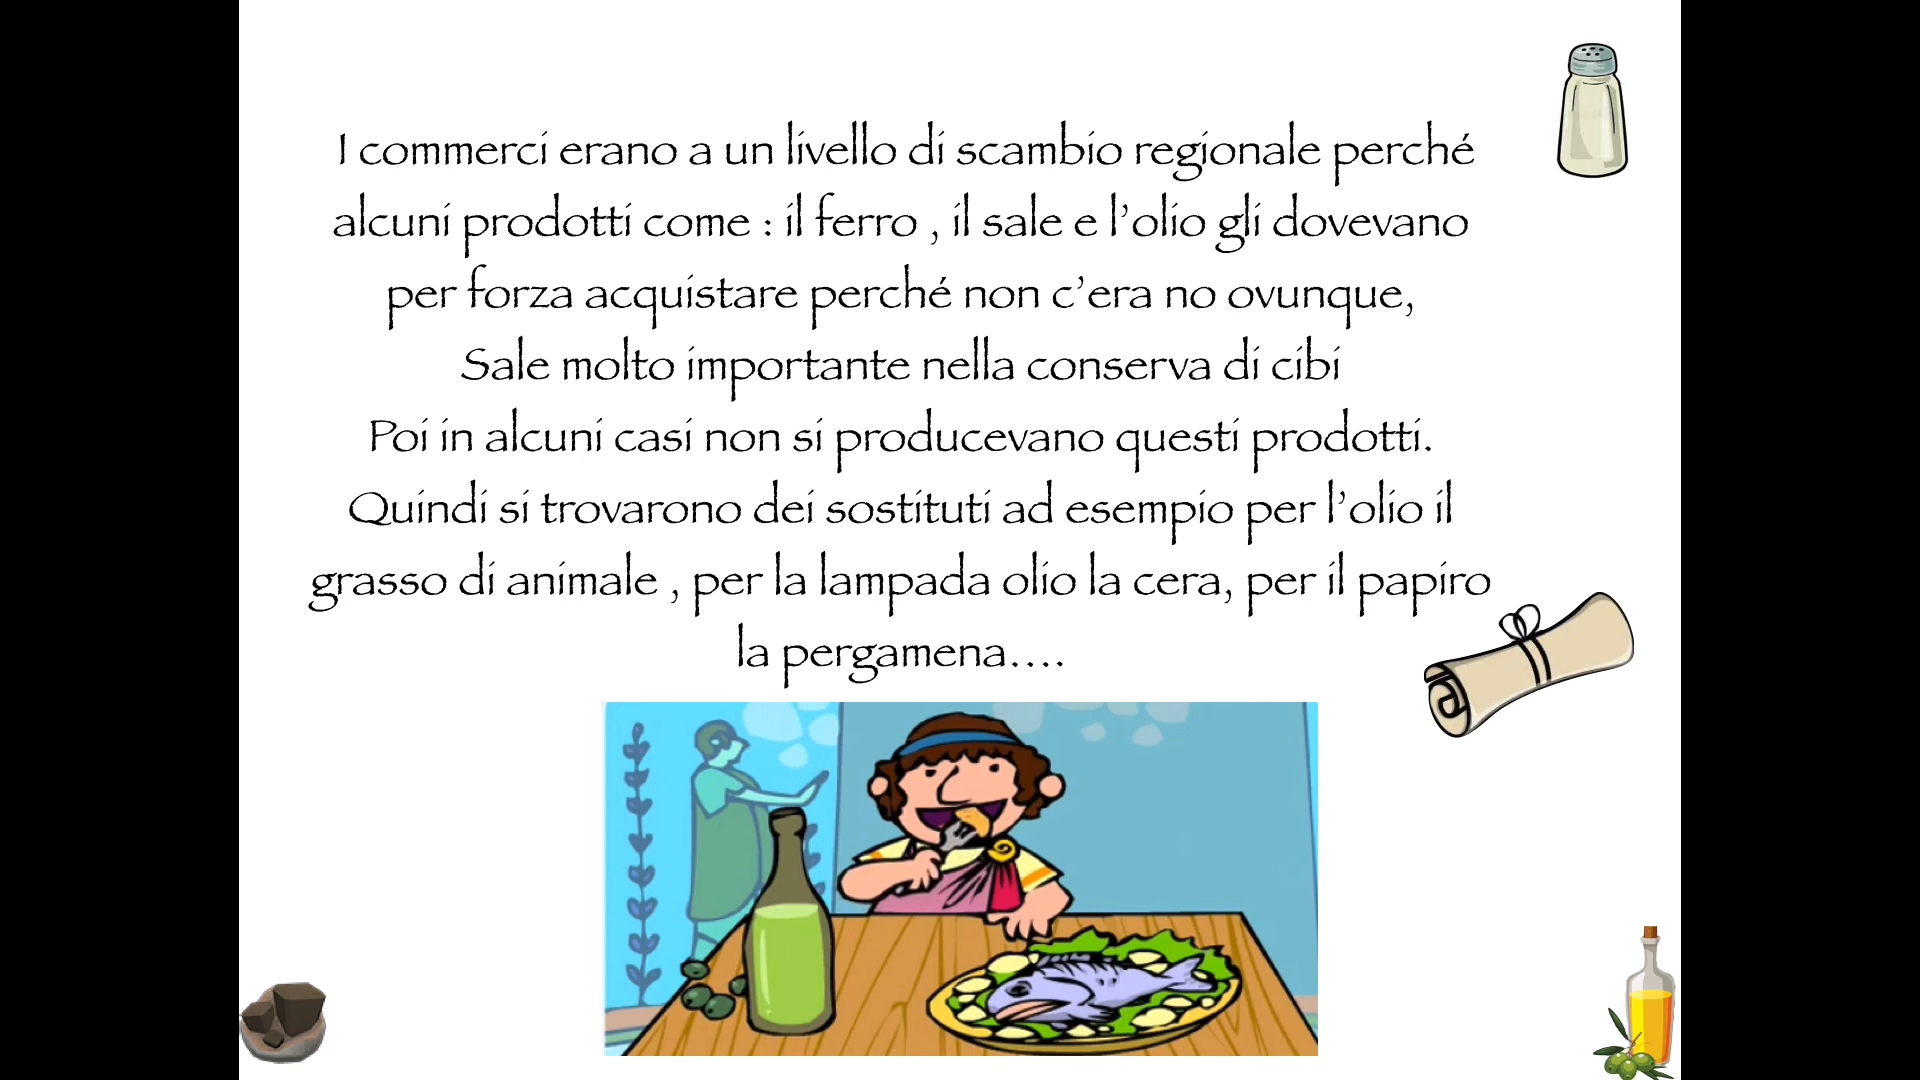 I commerci erano a un livello di scambio regionale perché
alcuni prodotti come : il ferro , il sale e l’olio gli dovevano
per forza acquistare perché non c’era no ovunque,
Sale molto importante nella conserva di cibi
Poi in alcuni casi non si producevano questi prodotti.
Quindi si trovarono dei sostituti ad esempio per l’olio il
grasso di animale , per la lampada olio la cera, per il papiro
la pergamena....